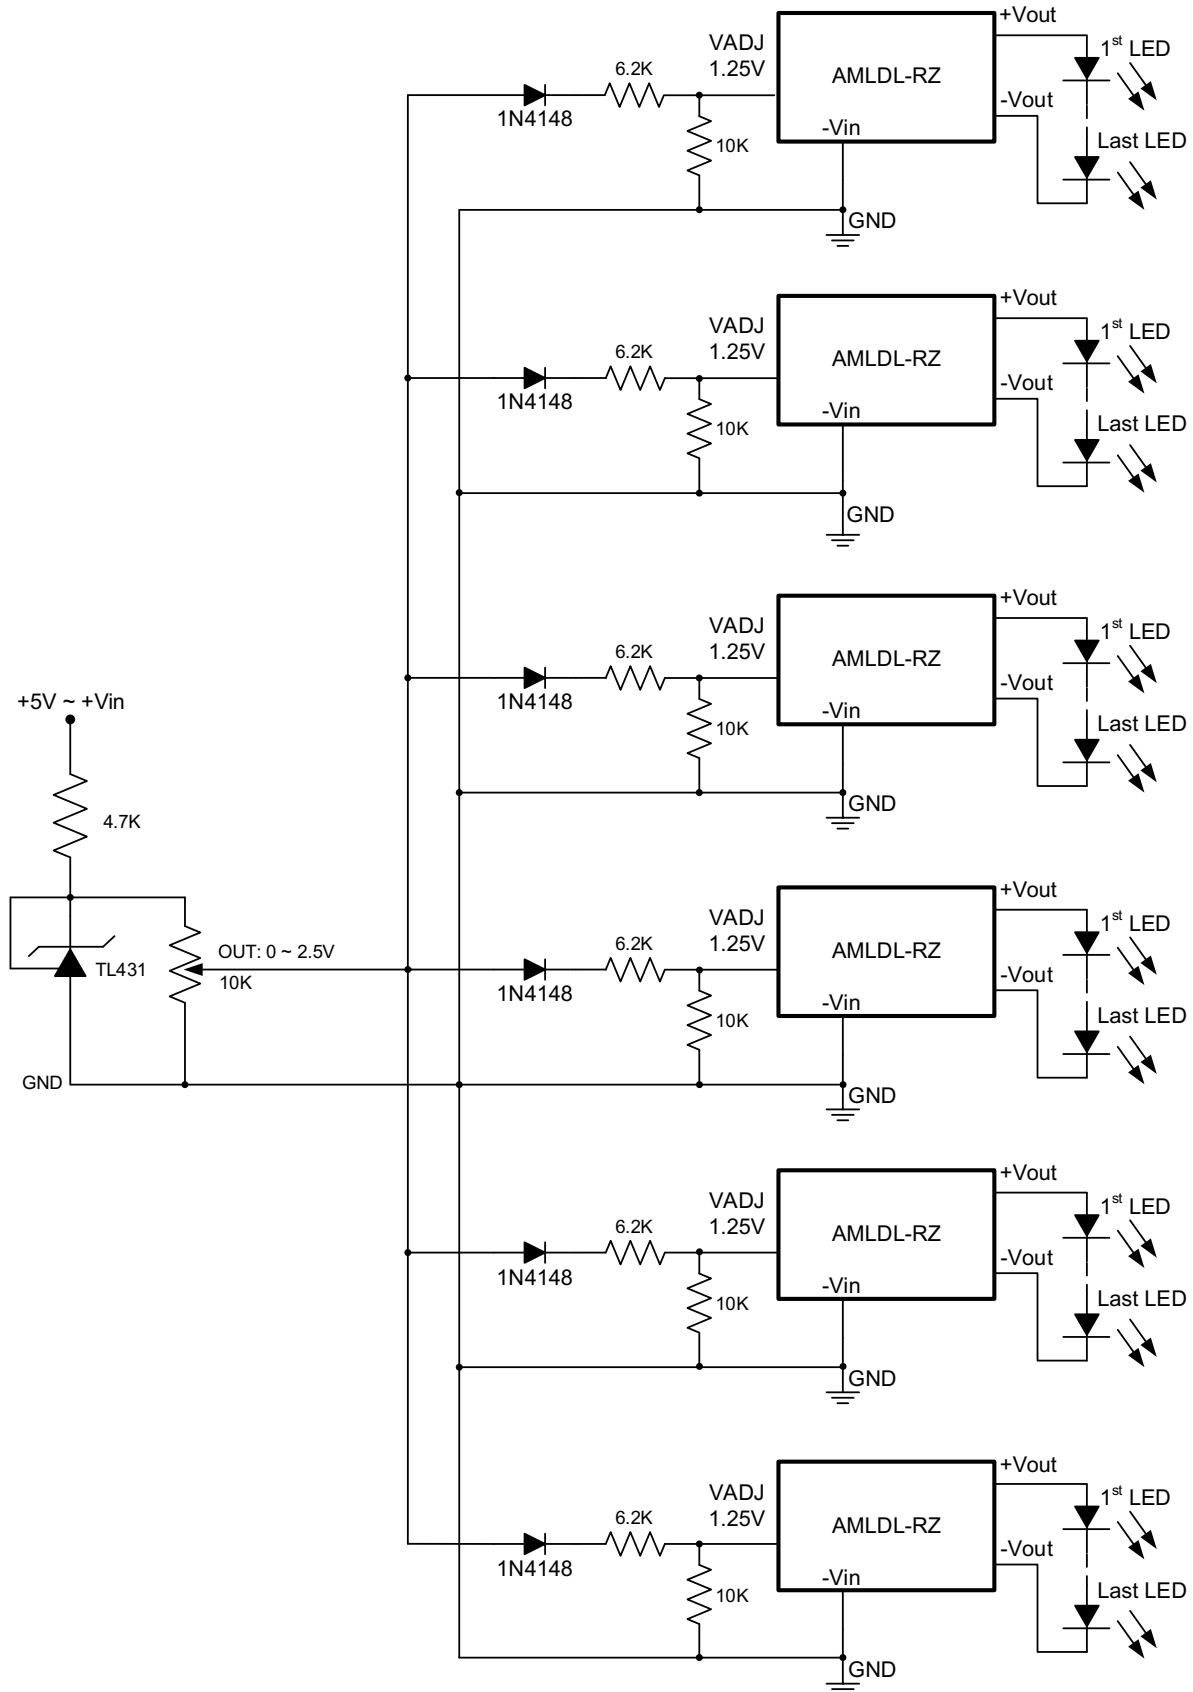 +Vout
VADJ
1.25V
1st LED
6.2K
AMLDL-RZ
1N4148
-Vout
-Vin
10K
Last LED
GND
+Vout
VADJ
1.25V
1st LED
6.2K
AMLDL-RZ
-Vout
1N4148
-Vin
10K
Last LED
GND
+Vout
VADJ
1.25V
1st LED
6.2K
AMLDL-RZ
-Vout
1N4148
-Vin
10K
Last LED
GND
+5V ~ +Vin
4.7K
TL431
OUT: 0 ~ 2.5V
10K
GND
+Vout
VADJ
1.25V
1st LED
6.2K
AMLDL-RZ
-Vout
1N4148
-Vin
10K
Last LED
GND
+Vout
VADJ
1.25V
1st LED
6.2K
AMLDL-RZ
-Vout
1N4148
-Vin
10K
Last LED
GND
+Vout
VADJ
1.25V
1st LED
6.2K
AMLDL-RZ
-Vout
1N4148
-Vin
10K
Last LED
GND